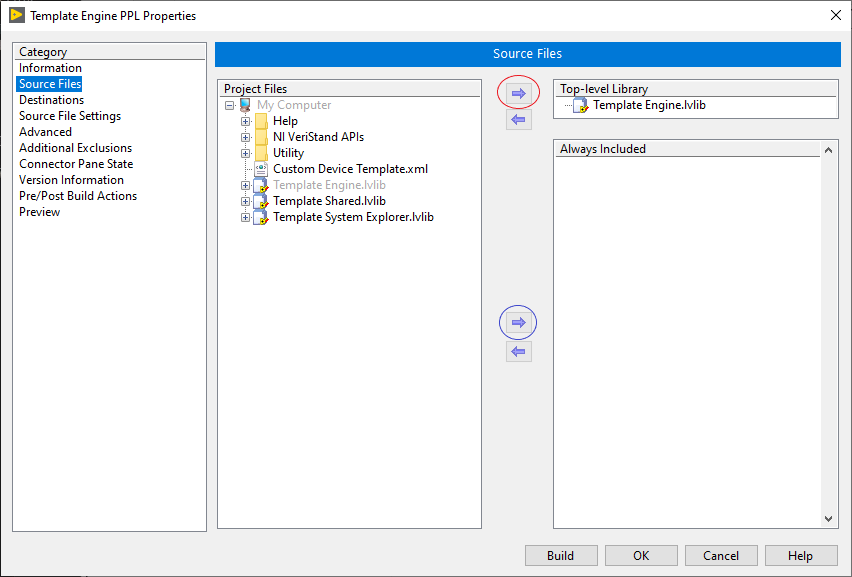 Template Engine PPL Properties
Category
Information
Source Files
Destinations
Source File Settings
Advanced
Additional Exclusions
Connector Pane State
Version Information
Pre/Post Build Actions
Preview
Source Files
Project Files
My Computer
Help
NI VeriStand APIs
Utility
Custom Device Template.xml
Template Engine.lvlib
Template Shared.lvlib
Template System Explorer.lvlib
Top-level Library
Template Engine.lvlib
Always Included
Build
OK
Cancel
Help